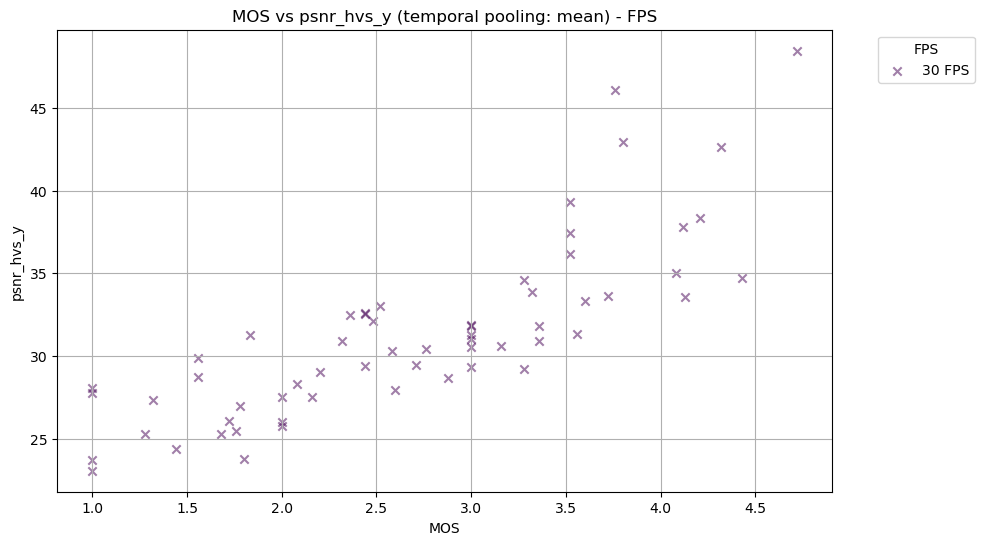 MOS vs psnr_hvs_y (temporal pooling: mean) - FPS
FPS
30 FPS
psnr_hvs_y
45
40
35
30
25
1.0 1.5 2.0 2.5 3.0 3.5 4.0 4.5
MOS